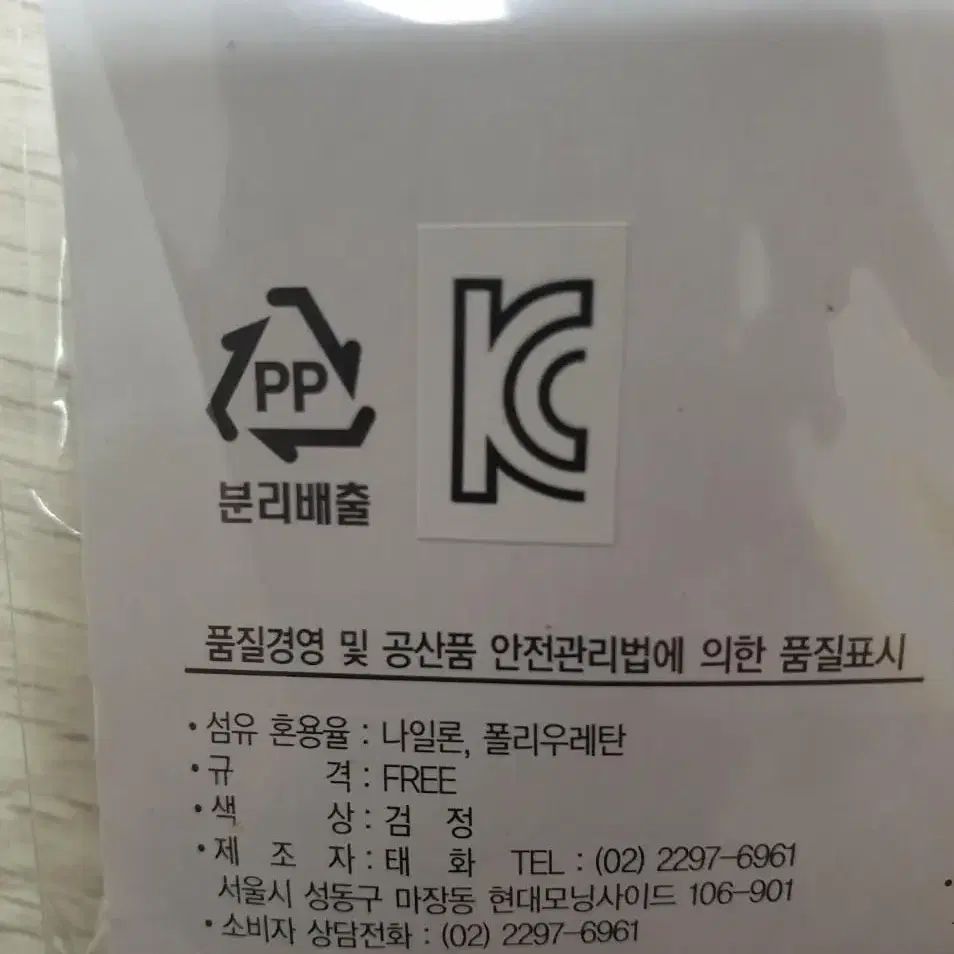 PP
분리배출
KC
품질경영 및 공산품 안전관리법에 의한 품질표시
•섬유 혼용율 : 나일론, 폴리우레탄
•규 격 : FREE
•색 상 : 검 정
•제 조 자 : 태 화 TEL : (02) 2297-6961
서울시 성동구 마장동 현대모닝사이드 106-901
•소비자 상담전화 : (02) 2297-6961